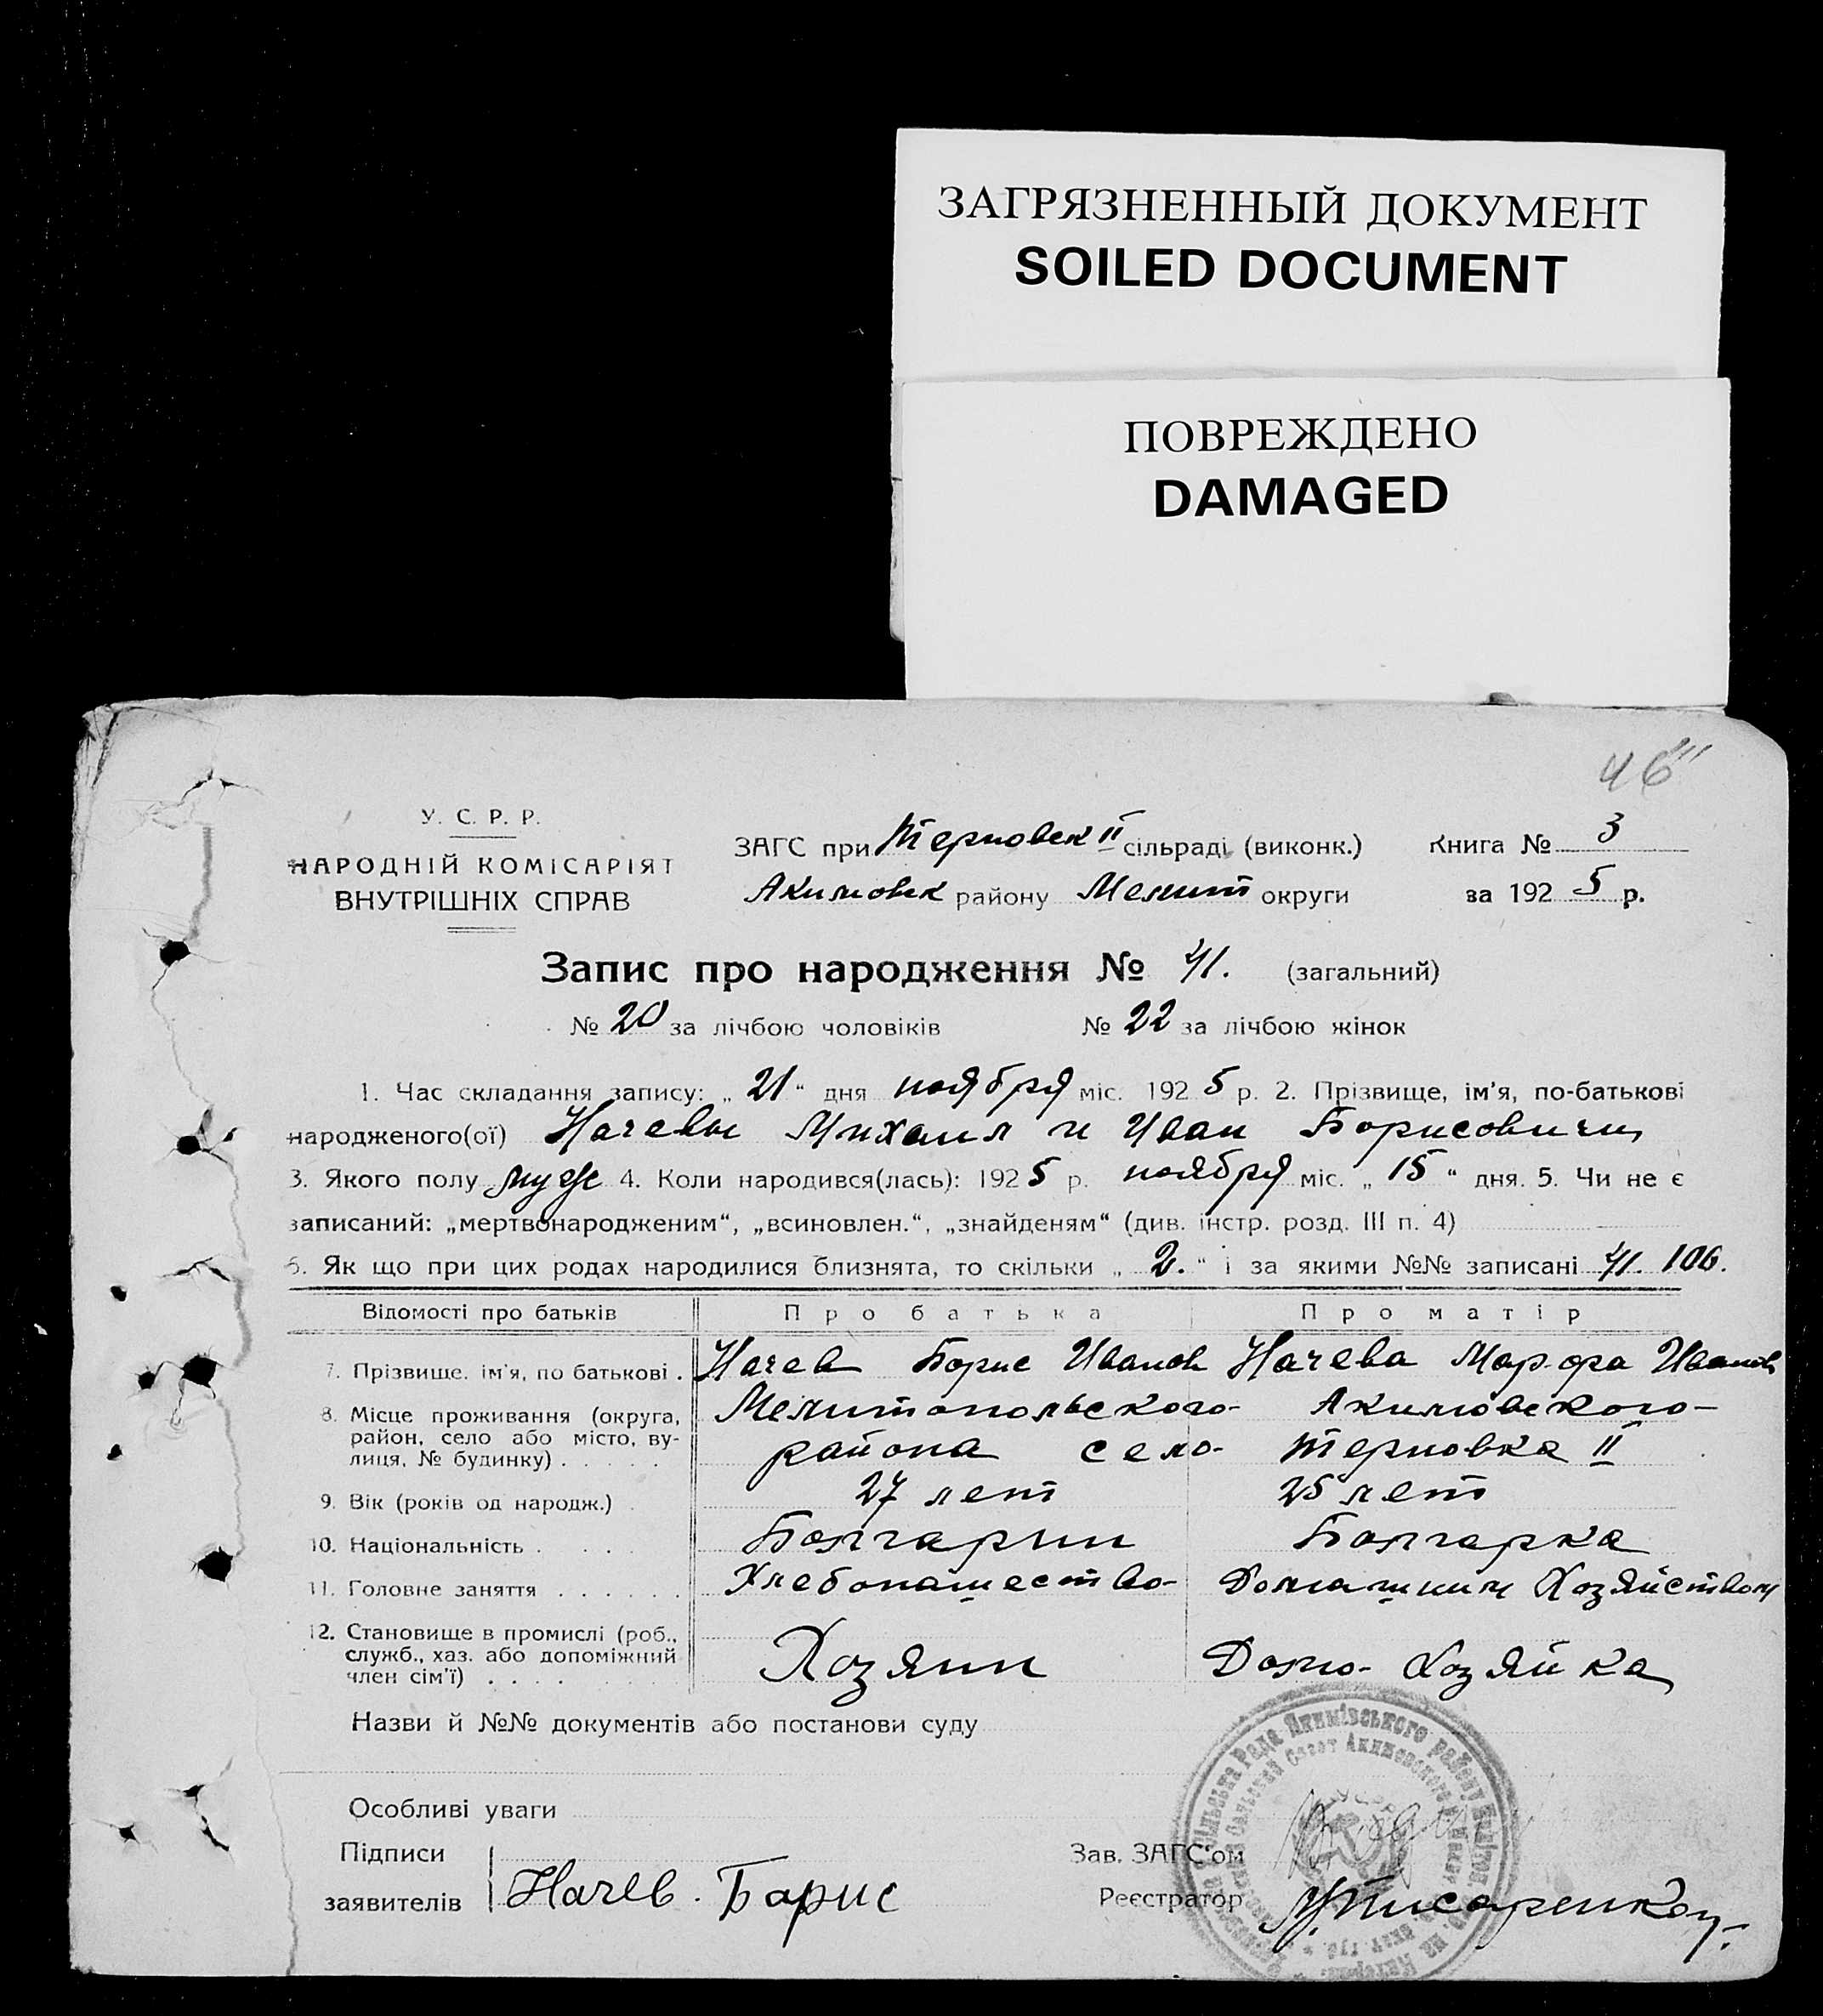 ЗАГРЯЗНЕННЫЙ ДОКУМЕНТ
SOILED DOCUMENT
ПОВРЕЖДЕНО
DAMAGED
46
У. С. Р. Р.
НАРОДНІЙ КОМІСАРІЯТ
ВНУТРІШНІХ СПРАВ
ЗАГС при Терновск II сільраді (виконк.) Книга № 3
Акимовск району Мелит округи за 1925 р.
Запис про народження № 41. (загальний)
№ 20 за лічбою чоловіків № 22 за лічбою жінок
1. Час складання запису: „21“ дня ноября міс. 1925 р. 2. Прізвище, ім'я, по-батькові
народженого(ої) Начевы Михаил и Иван Борисовичи
3. Якого полу муж 4. Коли народився(лась): 1925 р. ноября міс. „15“ дня. 5. Чи не є
записаний: „мертвонародженим“, „всиновлен.“, „знайденям“ (див. інстр. розд. III п. 4)
6. Як що при цих родах народилися близнята, то скільки „2.“ і за якими №№ записані 41. 106.
Відомості про батьків Про батька Про матір
7. Прізвище, ім'я, по батькові . Начев Борис Иванов Начева Марфа Иванов
8. Місце проживання (округа, район, село або місто, вулиця, № будинку) . . . . . Мелитопольского Акимовского
района село Терновка II
9. Вік (років од народж.) . 27 лет 25 лет
10. Національність . . . . Болгарин Болгарка
11. Головне заняття . . . . . . Хлебопашество Домашним Хозяйством
12. Становище в промислі (роб., служб., хаз. або допоміжний член сім'ї) . . . . Хозяин Домо-Хозяйка
Назви й №№ документів або постанови суду
Особливі уваги
Підписи
заявителів Начев. Борис
Зав. ЗАГС'ом
Реєстратор Писаренко
Рада Якимівського району